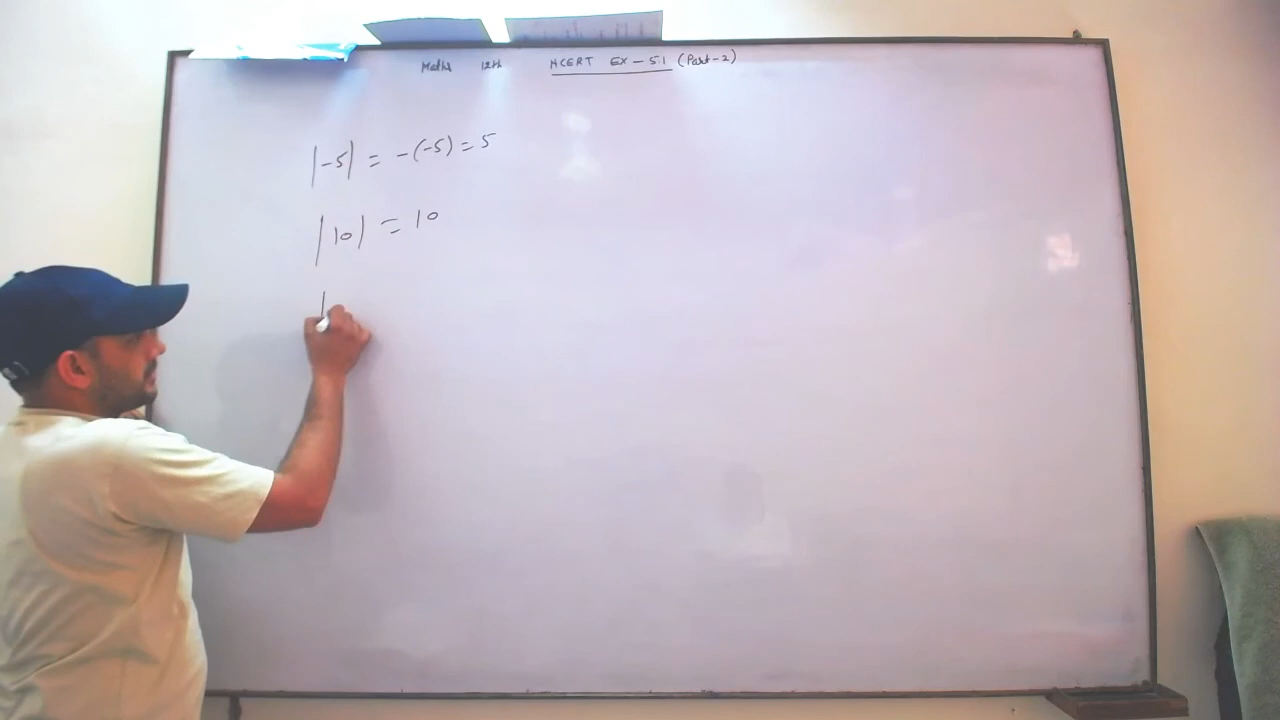 Maths 12th NCERT EX - 5.1 (Part-2)
|-5| = -(-5) = 5
|10| = 10
|